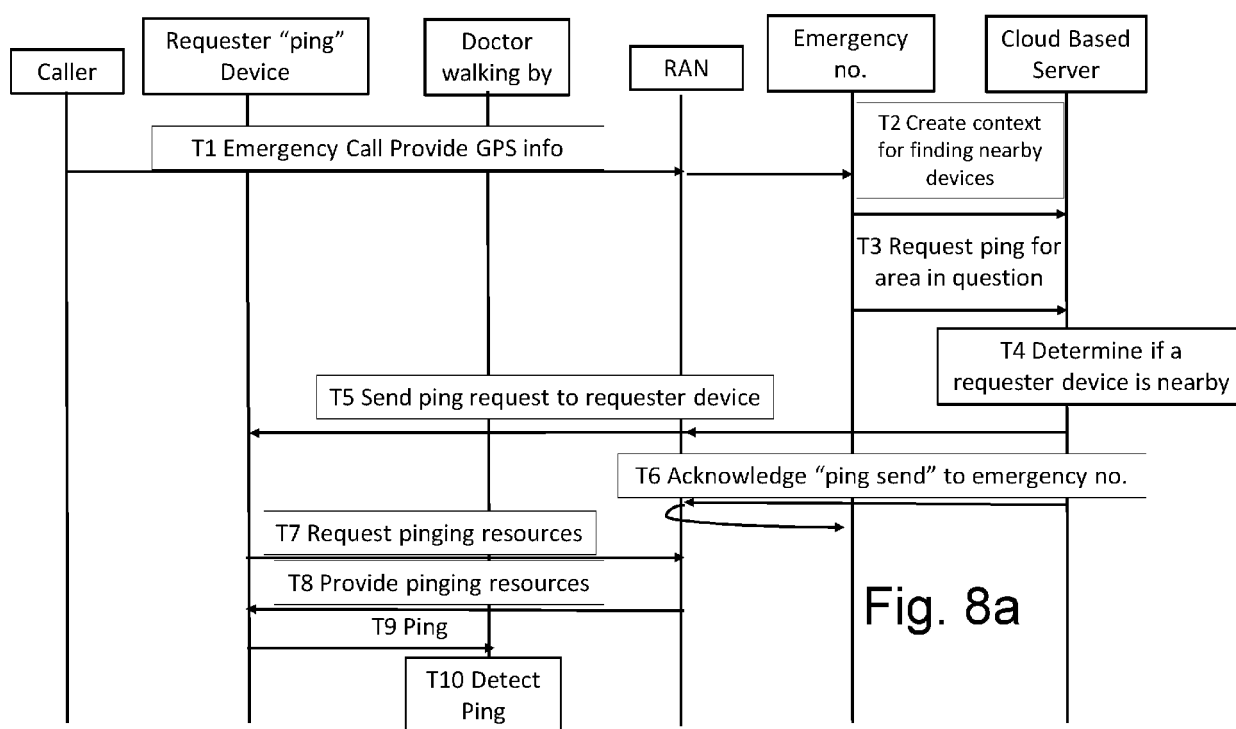 Caller
Requester “ping”
Device
Doctor
walking by
RAN
Emergency
no.
Cloud Based
Server
T1 Emergency Call Provide GPS info
T2 Create context
for finding nearby
devices
T3 Request ping for
area in question
T4 Determine if a
requester device is nearby
T5 Send ping request to requester device
T6 Acknowledge “ping send” to emergency no.
T7 Request pinging resources
T8 Provide pinging resources
T9 Ping
T10 Detect
Ping
Fig. 8a